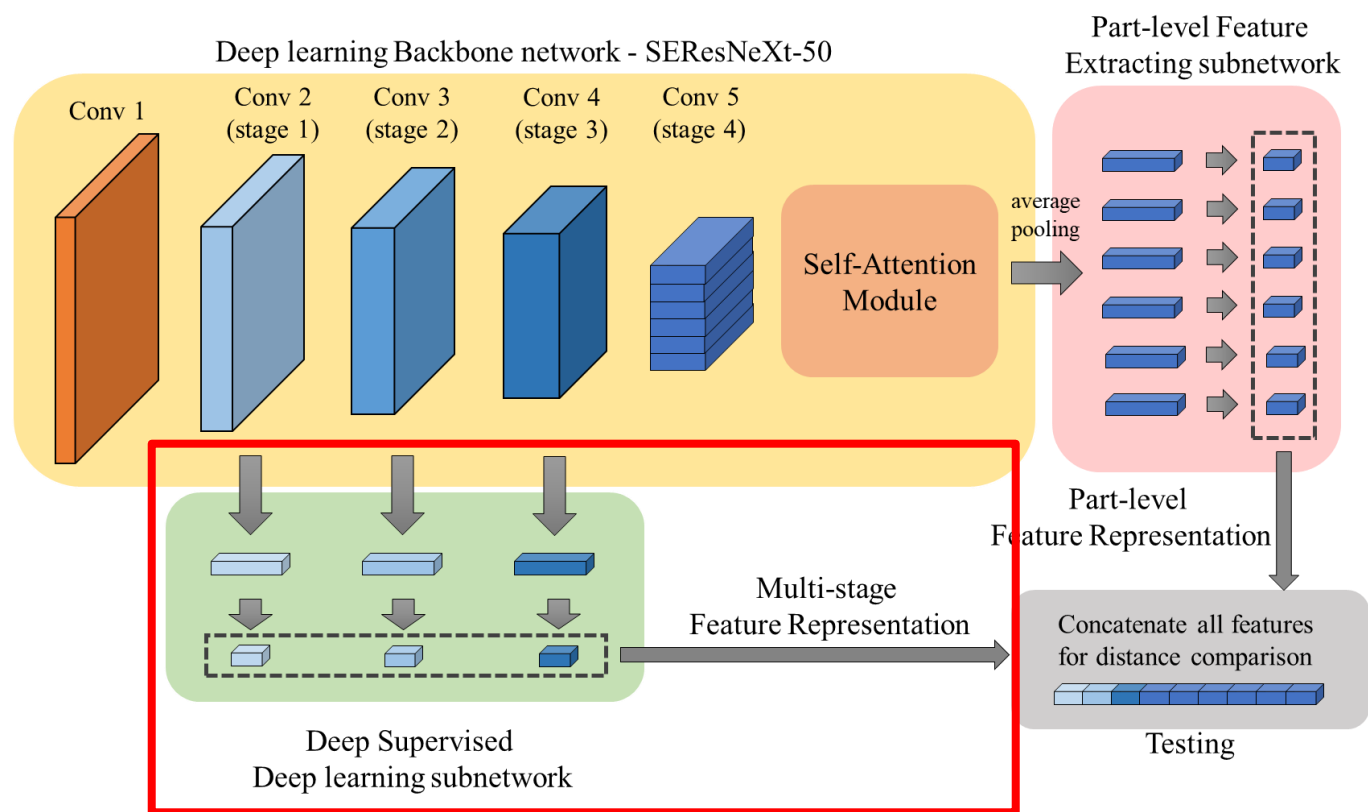 Deep learning Backbone network - SEResNeXt-50
Part-level Feature
Extracting subnetwork
Conv 1
Conv 2
(stage 1)
Conv 3
(stage 2)
Conv 4
(stage 3)
Conv 5
(stage 4)
Self-Attention
Module
average
pooling
Part-level
Feature Representation
Multi-stage
Feature Representation
Concatenate all features
for distance comparison
Testing
Deep Supervised
Deep learning subnetwork